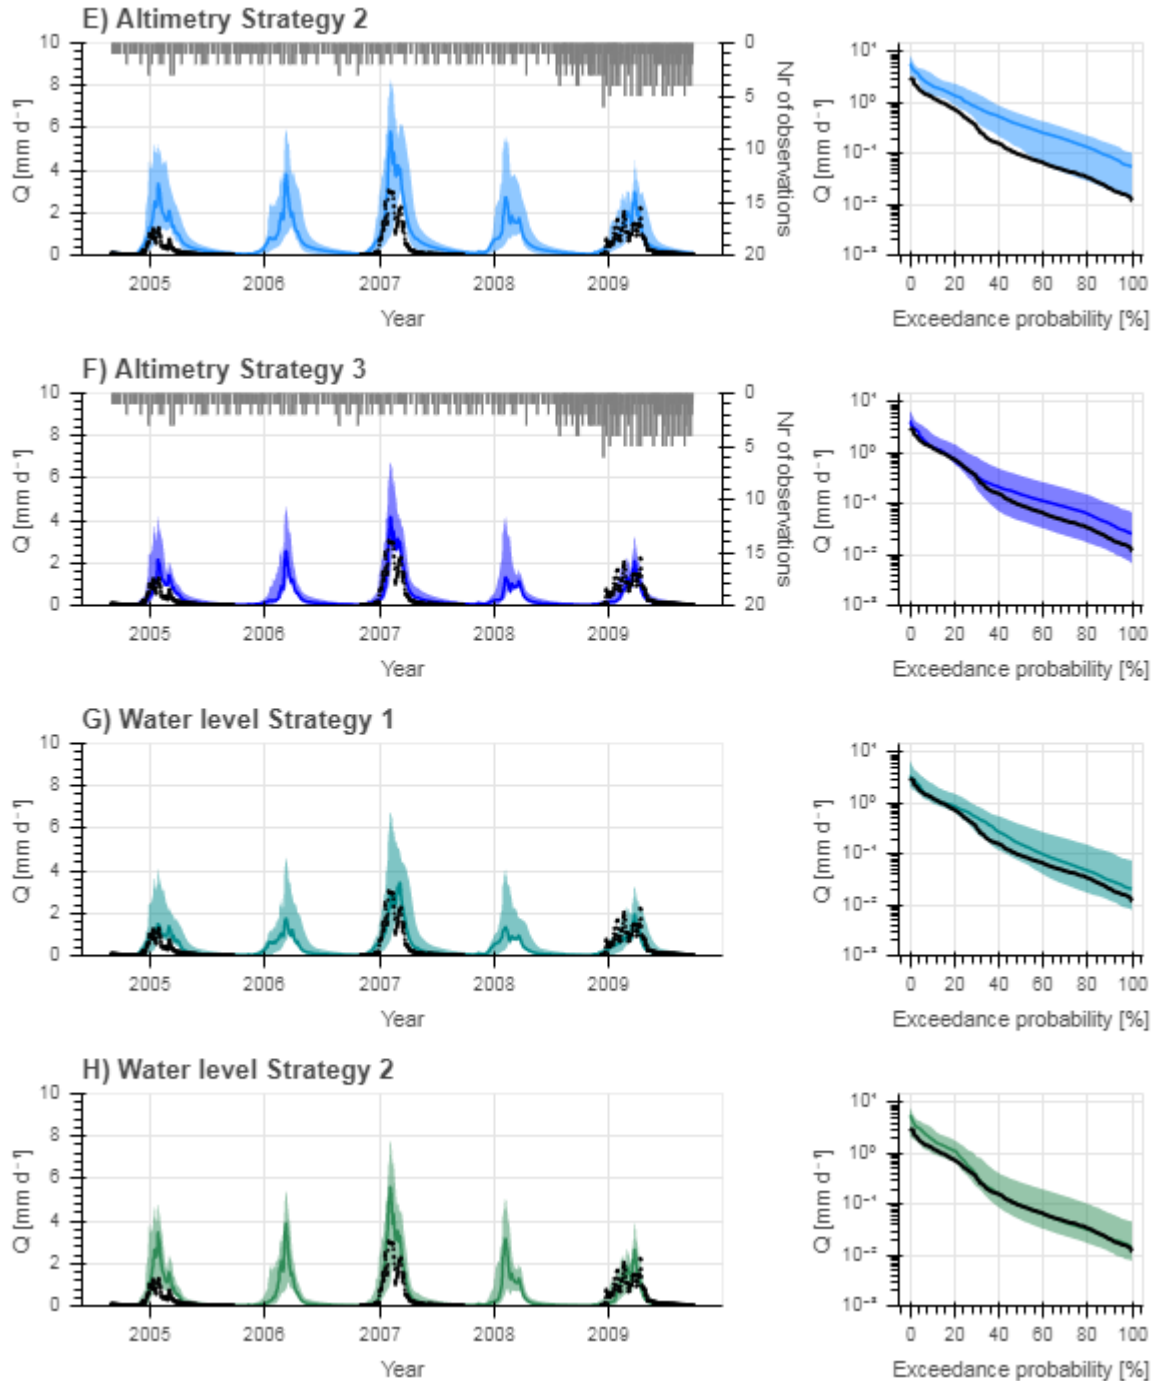 E) Altimetry Strategy 2
10 8 6 4 2 0
Q [mm d⁻¹]
0 5 10 15 20
Nr of observations
2005 2006 2007 2008 2009
Year
10¹ 10⁰ 10⁻¹ 10⁻² 10⁻³
Q [mm d⁻¹]
0 20 40 60 80 100
Exceedance probability [%]
F) Altimetry Strategy 3
10 8 6 4 2 0
Q [mm d⁻¹]
0 5 10 15 20
Nr of observations
2005 2006 2007 2008 2009
Year
10¹ 10⁰ 10⁻¹ 10⁻² 10⁻³
Q [mm d⁻¹]
0 20 40 60 80 100
Exceedance probability [%]
G) Water level Strategy 1
10 8 6 4 2 0
Q [mm d⁻¹]
2005 2006 2007 2008 2009
Year
10¹ 10⁰ 10⁻¹ 10⁻² 10⁻³
Q [mm d⁻¹]
0 20 40 60 80 100
Exceedance probability [%]
H) Water level Strategy 2
10 8 6 4 2 0
Q [mm d⁻¹]
2005 2006 2007 2008 2009
Year
10¹ 10⁰ 10⁻¹ 10⁻² 10⁻³
Q [mm d⁻¹]
0 20 40 60 80 100
Exceedance probability [%]